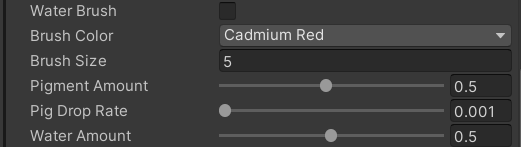 Water Brush
Brush Color Cadmium Red
Brush Size 5
Pigment Amount 0.5
Pig Drop Rate 0.001
Water Amount 0.5